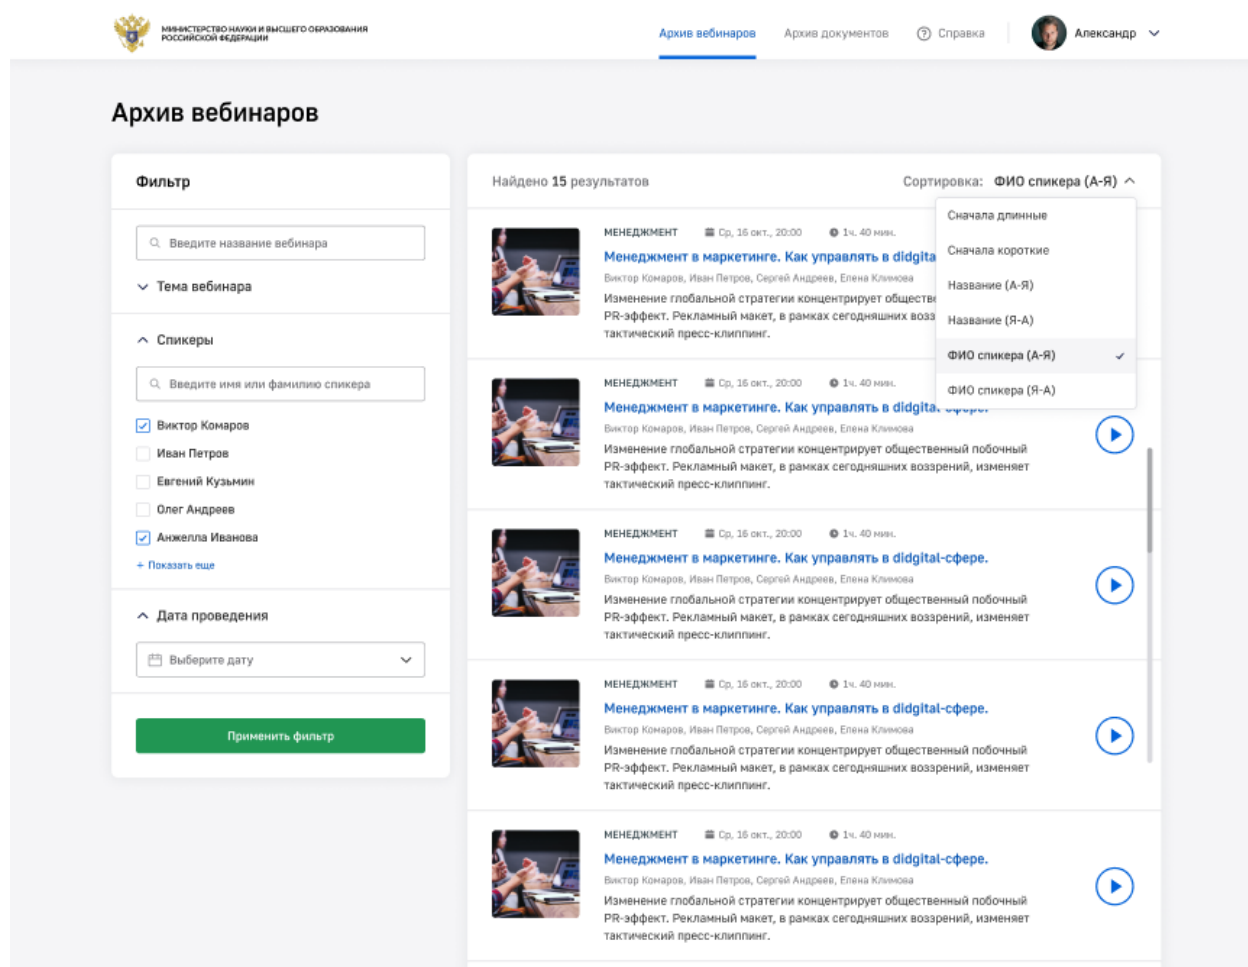 МИНИСТЕРСТВО НАУКИ И ВЫСШЕГО ОБРАЗОВАНИЯ
РОССИЙСКОЙ ФЕДЕРАЦИИ
Архив вебинаров
Архив документов
Справка
Александр
Архив вебинаров
Фильтр
Введите название вебинара
Тема вебинара
Спикеры
Введите имя или фамилию спикера
Виктор Комаров
Иван Петров
Евгений Кузьмин
Олег Андреев
Анжелла Иванова
+ Показать еще
Дата проведения
Выберите дату
Применить фильтр
Найдено 15 результатов
Сортировка: ФИО спикера (А-Я)
Сначала длинные
Сначала короткие
Название (А-Я)
Название (Я-А)
ФИО спикера (А-Я)
ФИО спикера (Я-А)
МЕНЕДЖМЕНТ Ср, 16 окт., 20:00 1ч. 40 мин.
Менеджмент в маркетинге. Как управлять в didgita
Виктор Комаров, Иван Петров, Сергей Андреев, Елена Климова
Изменение глобальной стратегии концентрирует обществе
PR-эффект. Рекламный макет, в рамках сегодняшних возз
тактический пресс-клиппинг.
МЕНЕДЖМЕНТ Ср, 16 окт., 20:00 1ч. 40 мин.
Менеджмент в маркетинге. Как управлять в didgital-сфере.
Виктор Комаров, Иван Петров, Сергей Андреев, Елена Климова
Изменение глобальной стратегии концентрирует общественный побочный
PR-эффект. Рекламный макет, в рамках сегодняшних воззрений, изменяет
тактический пресс-клиппинг.
МЕНЕДЖМЕНТ Ср, 16 окт., 20:00 1ч. 40 мин.
Менеджмент в маркетинге. Как управлять в didgital-сфере.
Виктор Комаров, Иван Петров, Сергей Андреев, Елена Климова
Изменение глобальной стратегии концентрирует общественный побочный
PR-эффект. Рекламный макет, в рамках сегодняшних воззрений, изменяет
тактический пресс-клиппинг.
МЕНЕДЖМЕНТ Ср, 16 окт., 20:00 1ч. 40 мин.
Менеджмент в маркетинге. Как управлять в didgital-сфере.
Виктор Комаров, Иван Петров, Сергей Андреев, Елена Климова
Изменение глобальной стратегии концентрирует общественный побочный
PR-эффект. Рекламный макет, в рамках сегодняшних воззрений, изменяет
тактический пресс-клиппинг.
МЕНЕДЖМЕНТ Ср, 16 окт., 20:00 1ч. 40 мин.
Менеджмент в маркетинге. Как управлять в didgital-сфере.
Виктор Комаров, Иван Петров, Сергей Андреев, Елена Климова
Изменение глобальной стратегии концентрирует общественный побочный
PR-эффект. Рекламный макет, в рамках сегодняшних воззрений, изменяет
тактический пресс-клиппинг.